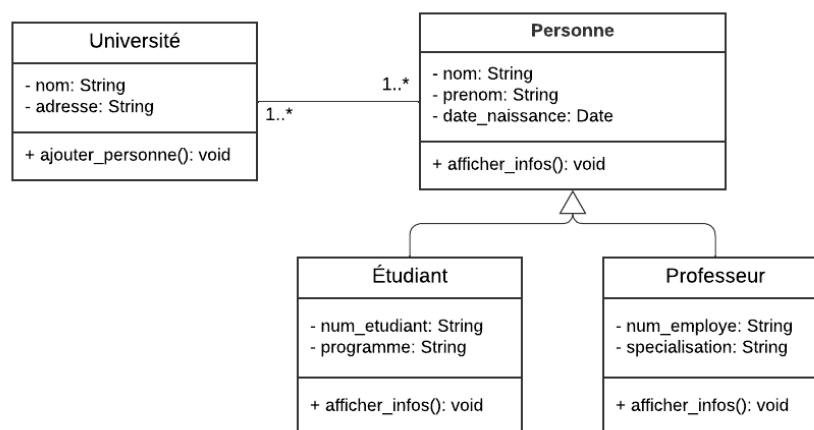 Université
- nom: String
- adresse: String
+ ajouter_personne(): void
1..*
1..*
Personne
- nom: String
- prenom: String
- date_naissance: Date
+ afficher_infos(): void
Étudiant
- num_etudiant: String
- programme: String
+ afficher_infos(): void
Professeur
- num_employe: String
- specialisation: String
+ afficher_infos(): void